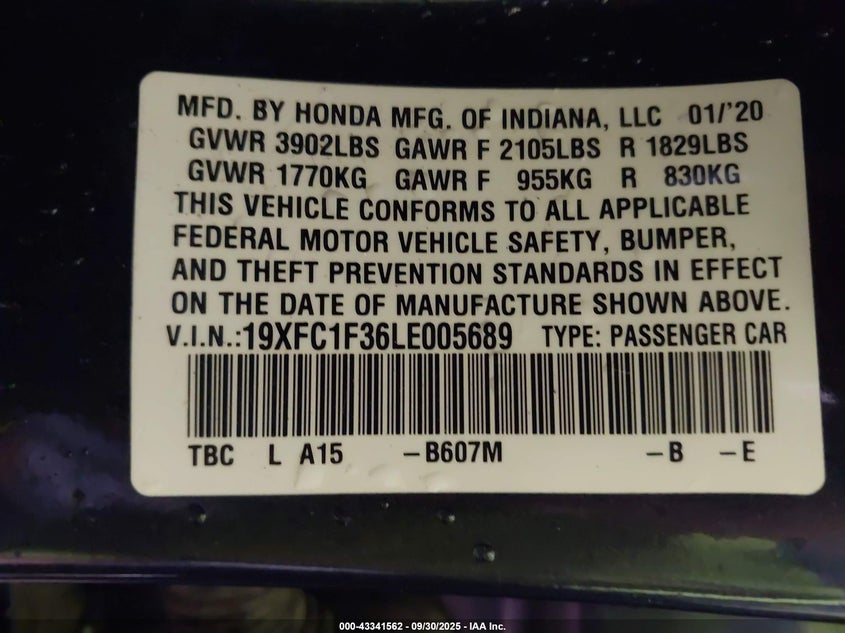 MFD. BY HONDA MFG. OF INDIANA, LLC 01/'20
GVWR 3902LBS GAWR F 2105LBS R 1829LBS
GVWR 1770KG GAWR F 955KG R 830KG
THIS VEHICLE CONFORMS TO ALL APPLICABLE
FEDERAL MOTOR VEHICLE SAFETY, BUMPER,
AND THEFT PREVENTION STANDARDS IN EFFECT
ON THE DATE OF MANUFACTURE SHOWN ABOVE.
V.I.N.:19XFC1F36LE005689 TYPE: PASSENGER CAR
TBC L A15 –B607M –B –E
000-43341562 - 09/30/2025 - IAA Inc.